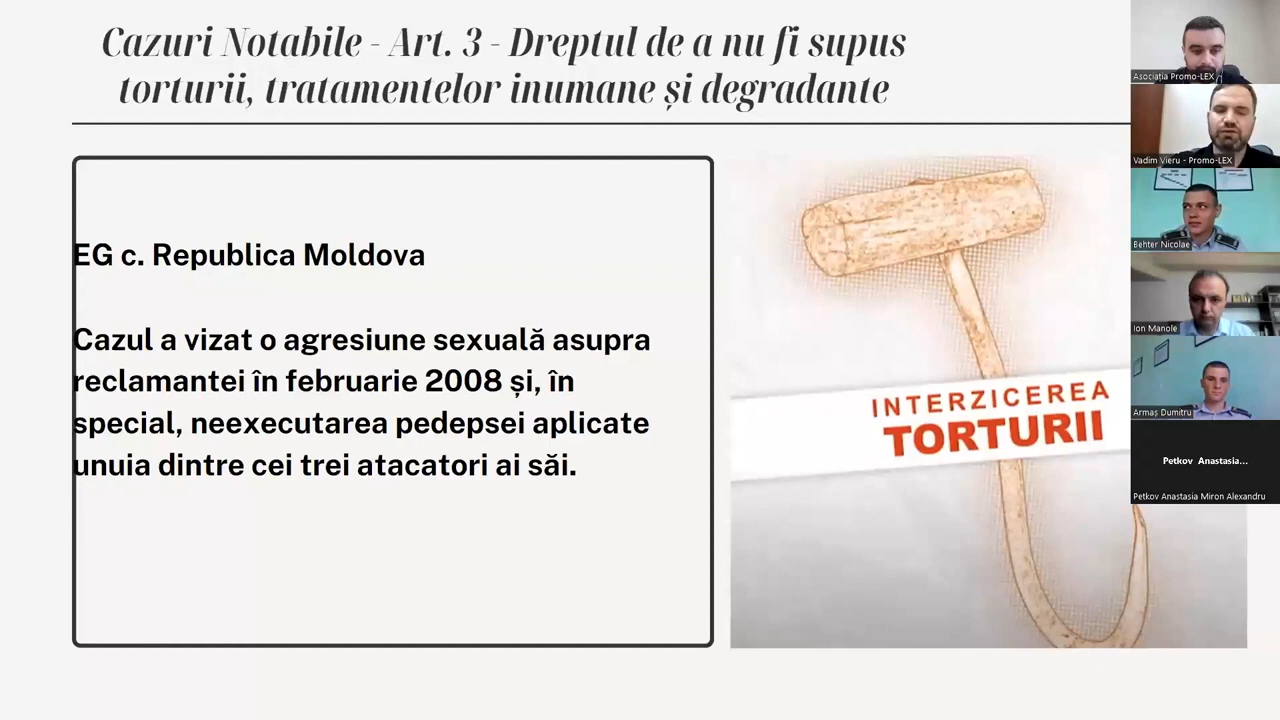 Cazuri Notabile - Art. 3 - Dreptul de a nu fi supus
torturii, tratamentelor inumane și degradante
EG c. Republica Moldova
Cazul a vizat o agresiune sexuală asupra
reclamantei în februarie 2008 și, în
special, neexecutarea pedepsei aplicate
unuia dintre cei trei atacatori ai săi.
INTERZICEREA
TORTURII
Asociația Promo-LEX
Vadim Vieru - Promo-LEX
Behter Nicolae
Ion Manole
Armaș Dumitru
Petkov Anastasia...
Petkov Anastasia Miron Alexandru